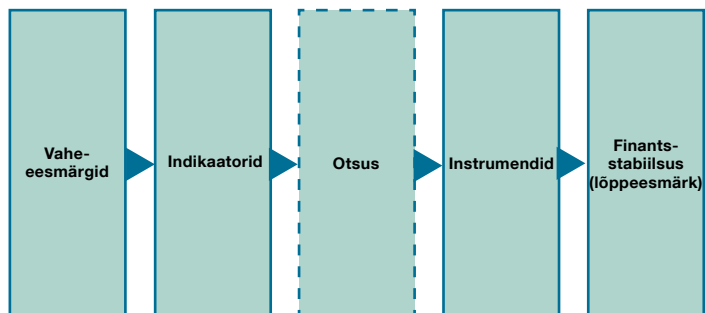 Vahe-
eesmärgid
Indikaatorid
Otsus
Instrumendid
Finants-
stabiilsus
(lõppeesmärk)